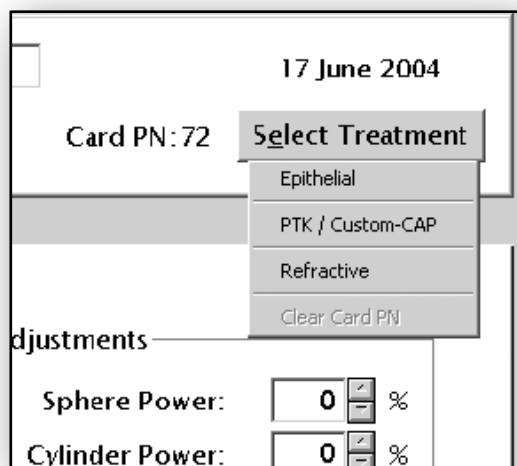 17 June 2004
Card PN: 72 Select Treatment
Epithelial
PTK / Custom-CAP
Refractive
Clear Card PN
djustments
Sphere Power: 0 %
Cylinder Power: 0 %